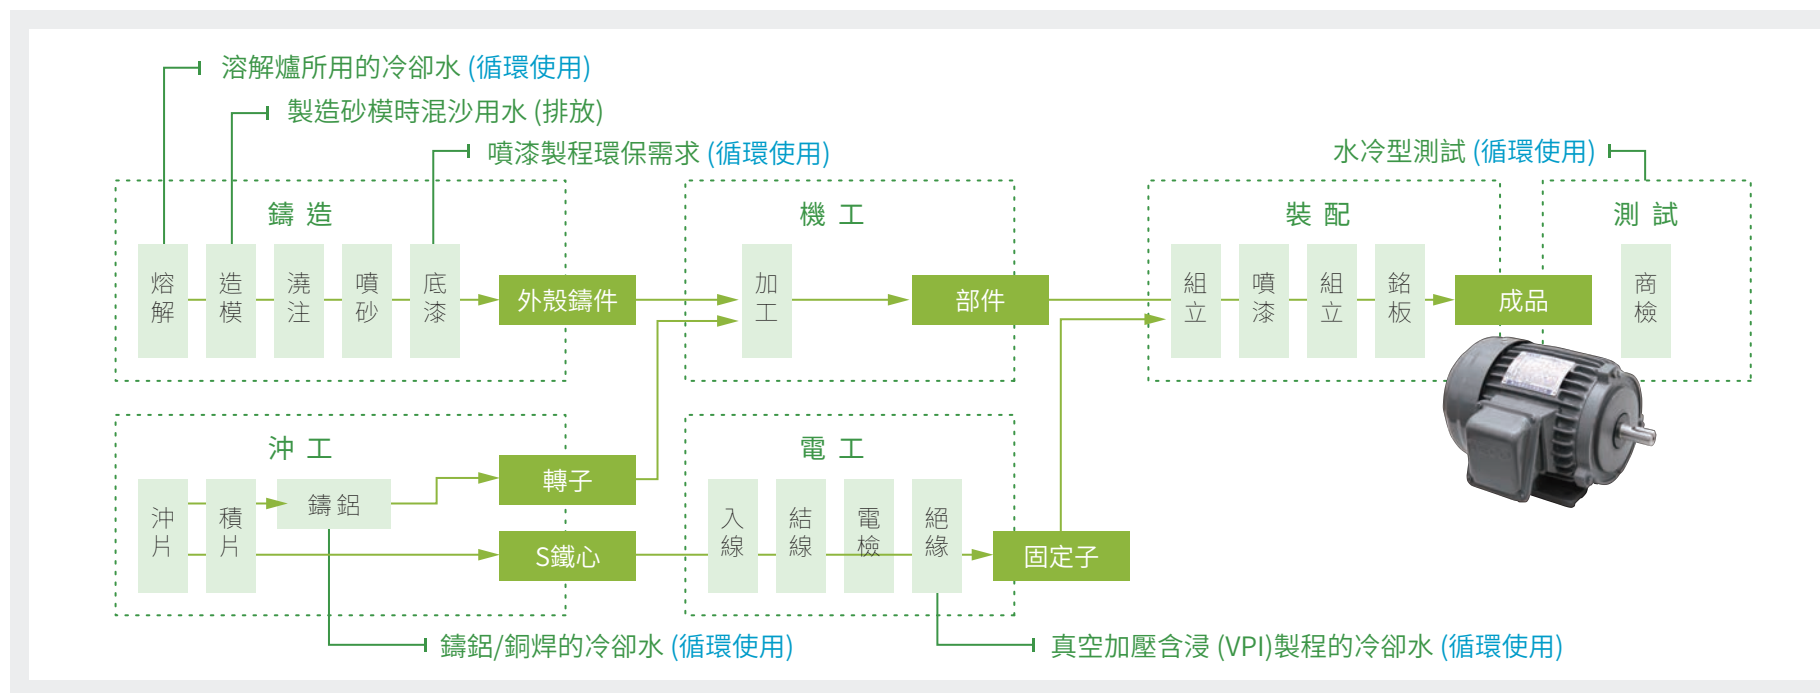 溶解爐所用的冷卻水 (循環使用)
製造砂模時混沙用水 (排放)
噴漆製程環保需求 (循環使用)
水冷型測試 (循環使用)
鑄造
熔解
造模
澆注
噴砂
底漆
外殼鑄件
機工
加工
部件
裝配
組立
噴漆
組立
銘板
成品
測試
商檢
沖工
沖片
積片
鑄鋁
轉子
S鐵心
電工
入線
結線
電檢
絕緣
固定子
鑄鋁/銅焊的冷卻水 (循環使用)
真空加壓含浸 (VPI)製程的冷卻水 (循環使用)